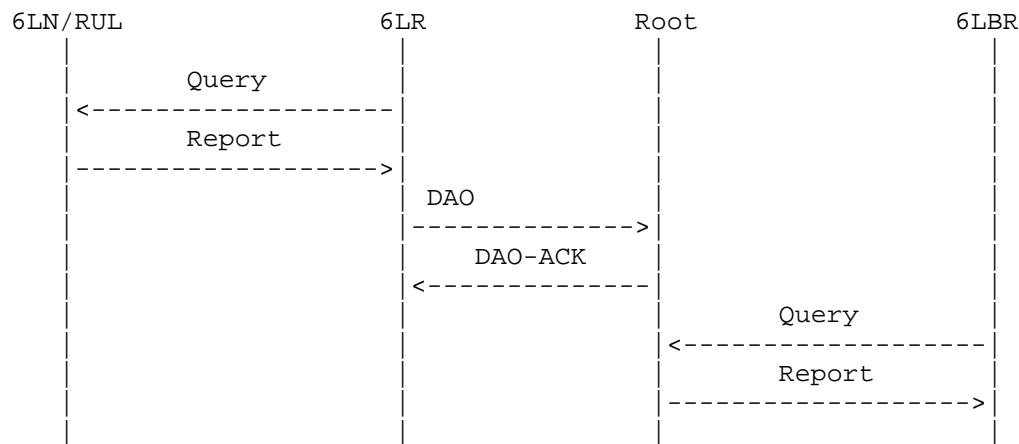 6LN/RUL 6LR Root 6LBR
Query
Report
DAO
DAO-ACK
Query
Report